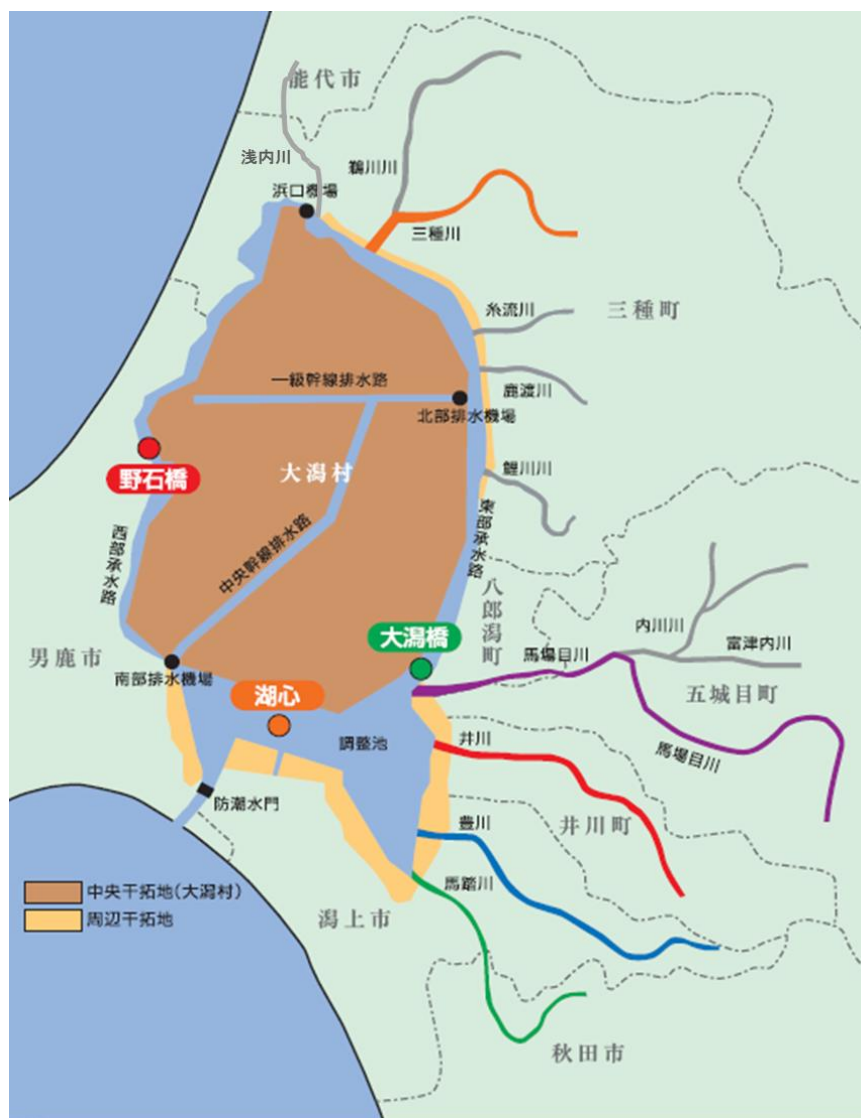 能代市
浅内川
鵜川川
浜口機場
三種川
糸流川
三種町
一級幹線排水路
鹿渡川
北部排水機場
野石橋
大潟村
鯉川川
西部承水路
中央幹線排水路
東部承水路
八郎潟町
内川川
富津内川
大潟橋
馬場目川
男鹿市
南部排水機場
湖心
五城目町
馬場目川
調整池
井川
防潮水門
豊川
井川町
馬踏川
中央干拓地(大潟村)
周辺干拓地
潟上市
秋田市